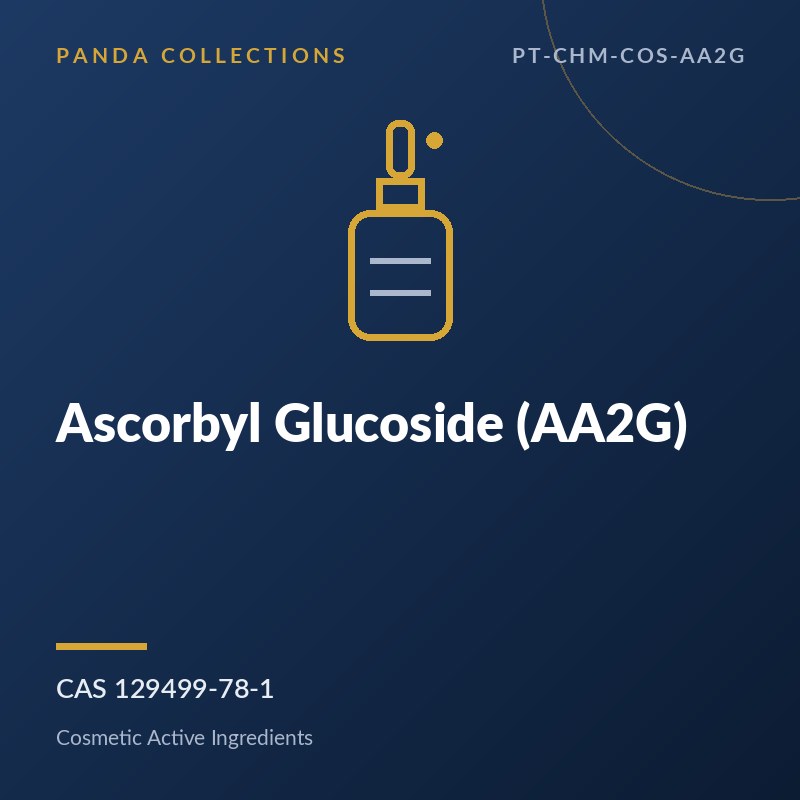 PANDA COLLECTIONS
PT-CHM-COS-AA2G
Ascorbyl Glucoside (AA2G)
CAS 129499-78-1
Cosmetic Active Ingredients